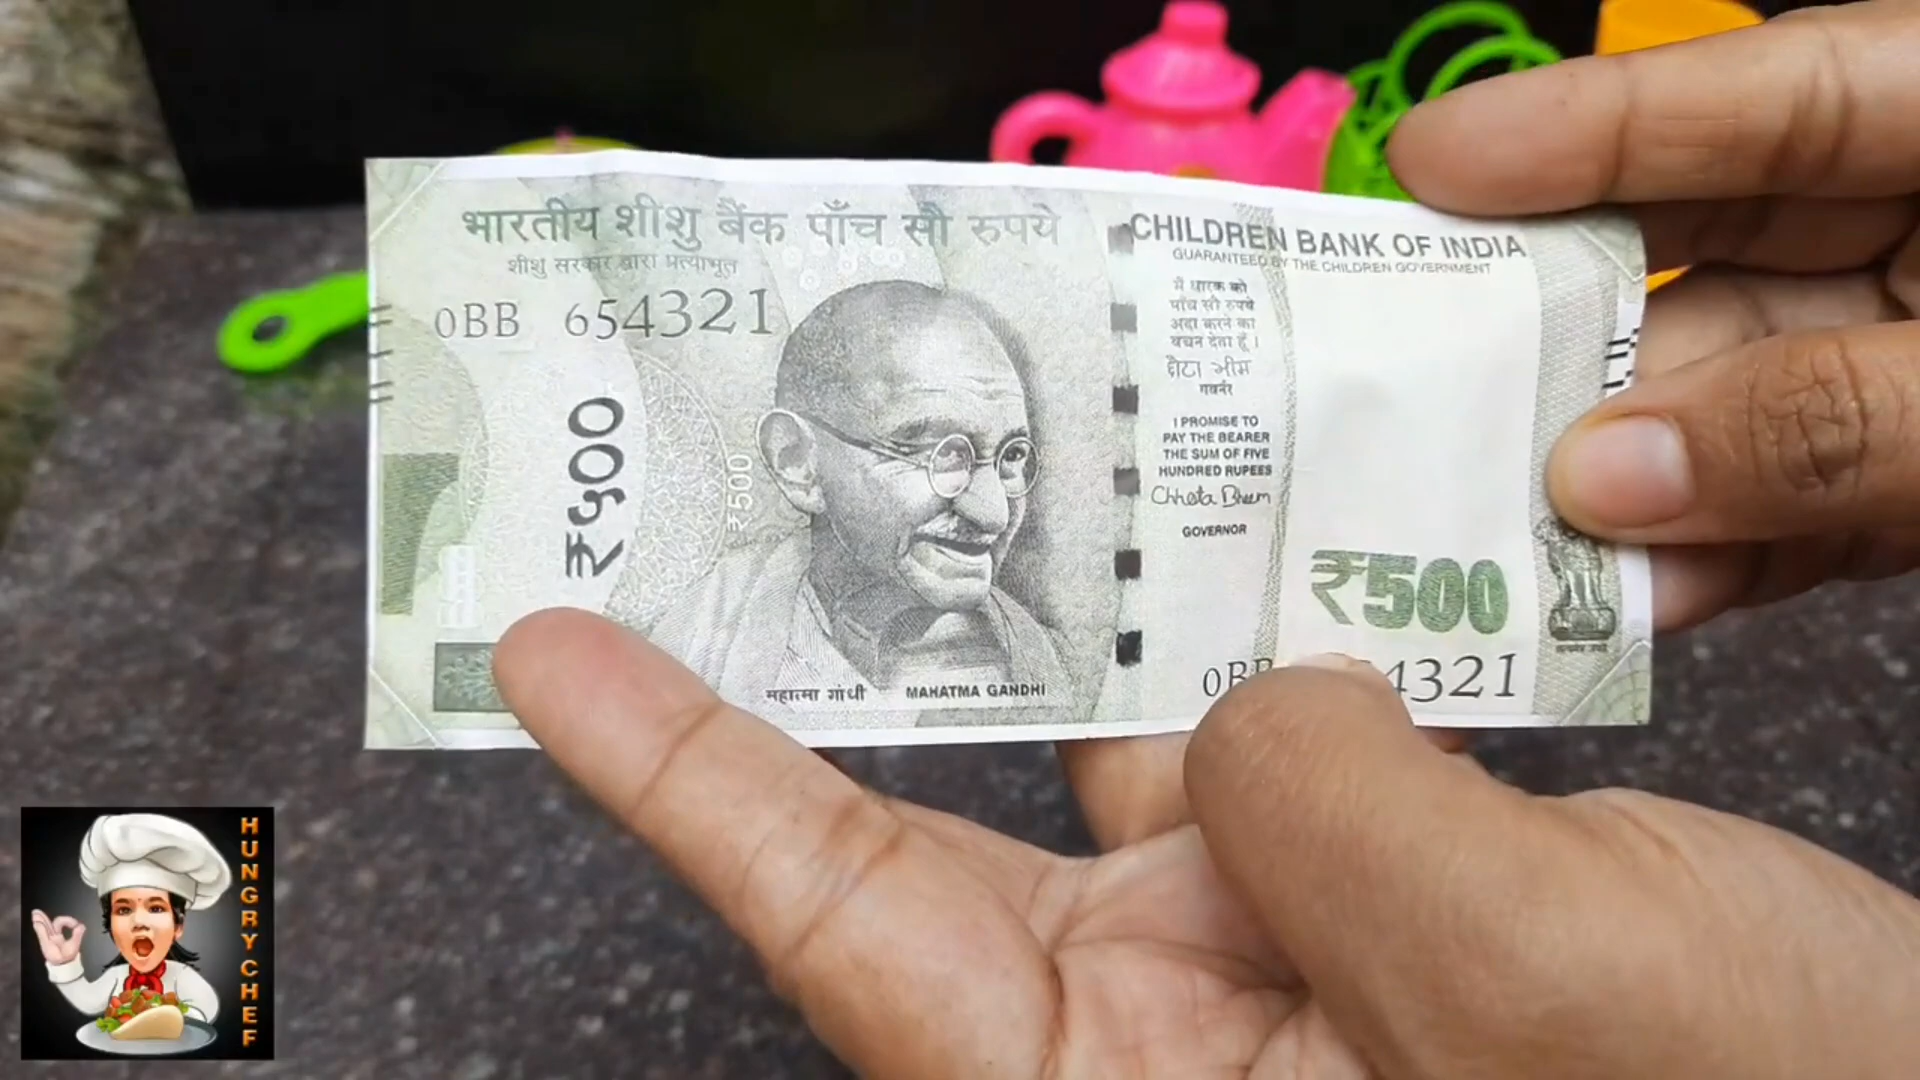 भारतीय शीशु बैंक पाँच सौ रुपये
शीशु सरकार द्वारा प्रत्याभूत
0BB 654321
₹५००
₹500
महात्मा गांधी MAHATMA GANDHI
CHILDREN BANK OF INDIA
GUARANTEED BY THE CHILDREN GOVERNMENT
मैं धारक को
पाँच सौ रुपये
अदा करने का
वचन देता हूँ।
छोटा भीम
गवर्नर
I PROMISE TO
PAY THE BEARER
THE SUM OF FIVE
HUNDRED RUPEES
Chhota Bheem
GOVERNOR
₹500
4321
HUNGRY CHEF